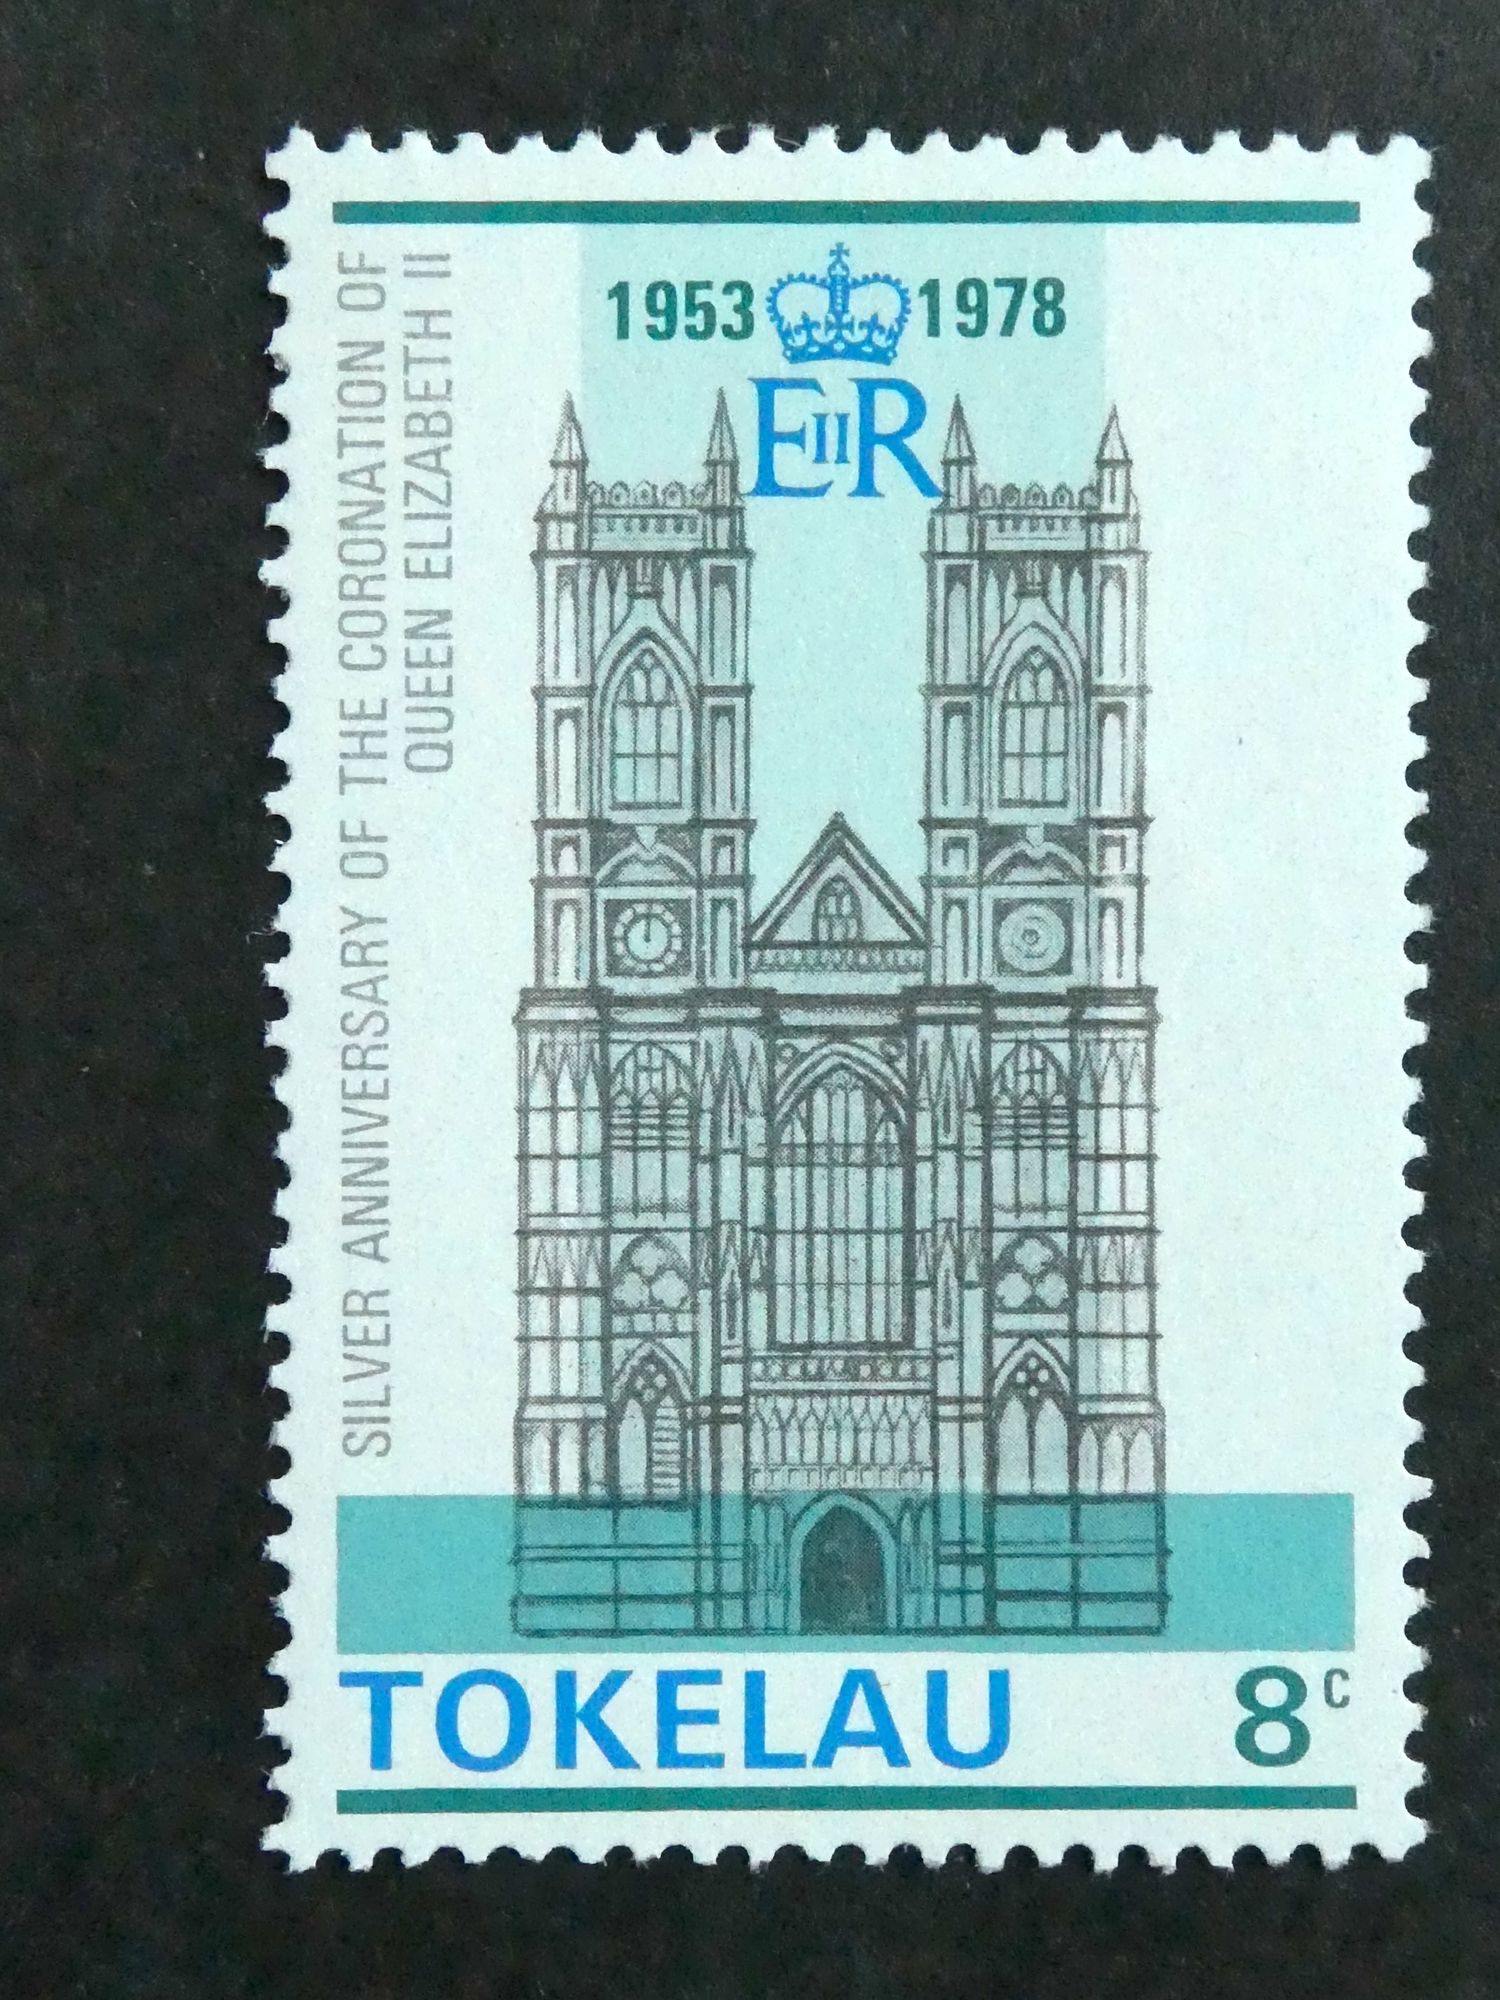 1953 1978
EIIR
SILVER ANNIVERSARY OF THE CORONATION OF
QUEEN ELIZABETH II
TOKELAU 8c